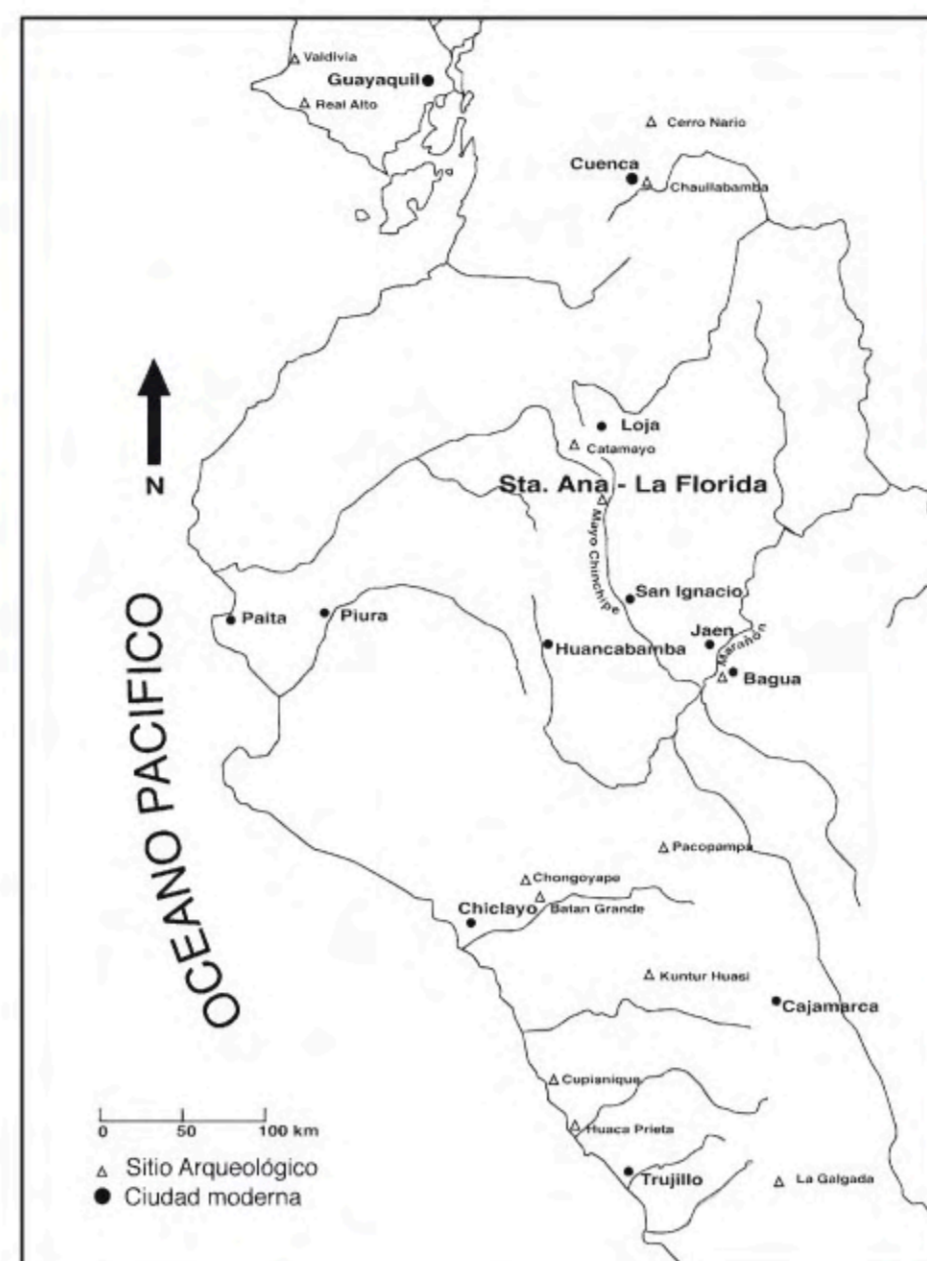 Valdivia
Guayaquil
Real Alto
Cerro Nario
Cuenca
Chaullabamba
Loja
Catamayo
N
Sta. Ana - La Florida
Mayo Chinchipe
San Ignacio
Paita
Piura
Jaen
Huancabamba
Marañón
Bagua
OCEANO PACIFICO
Pacopampa
Chongoyape
Chiclayo
Batan Grande
Kuntur Huasi
Cajamarca
Cupianique
0 50 100 km
Huaca Prieta
Sitio Arqueológico
Trujillo
La Galgada
Ciudad moderna